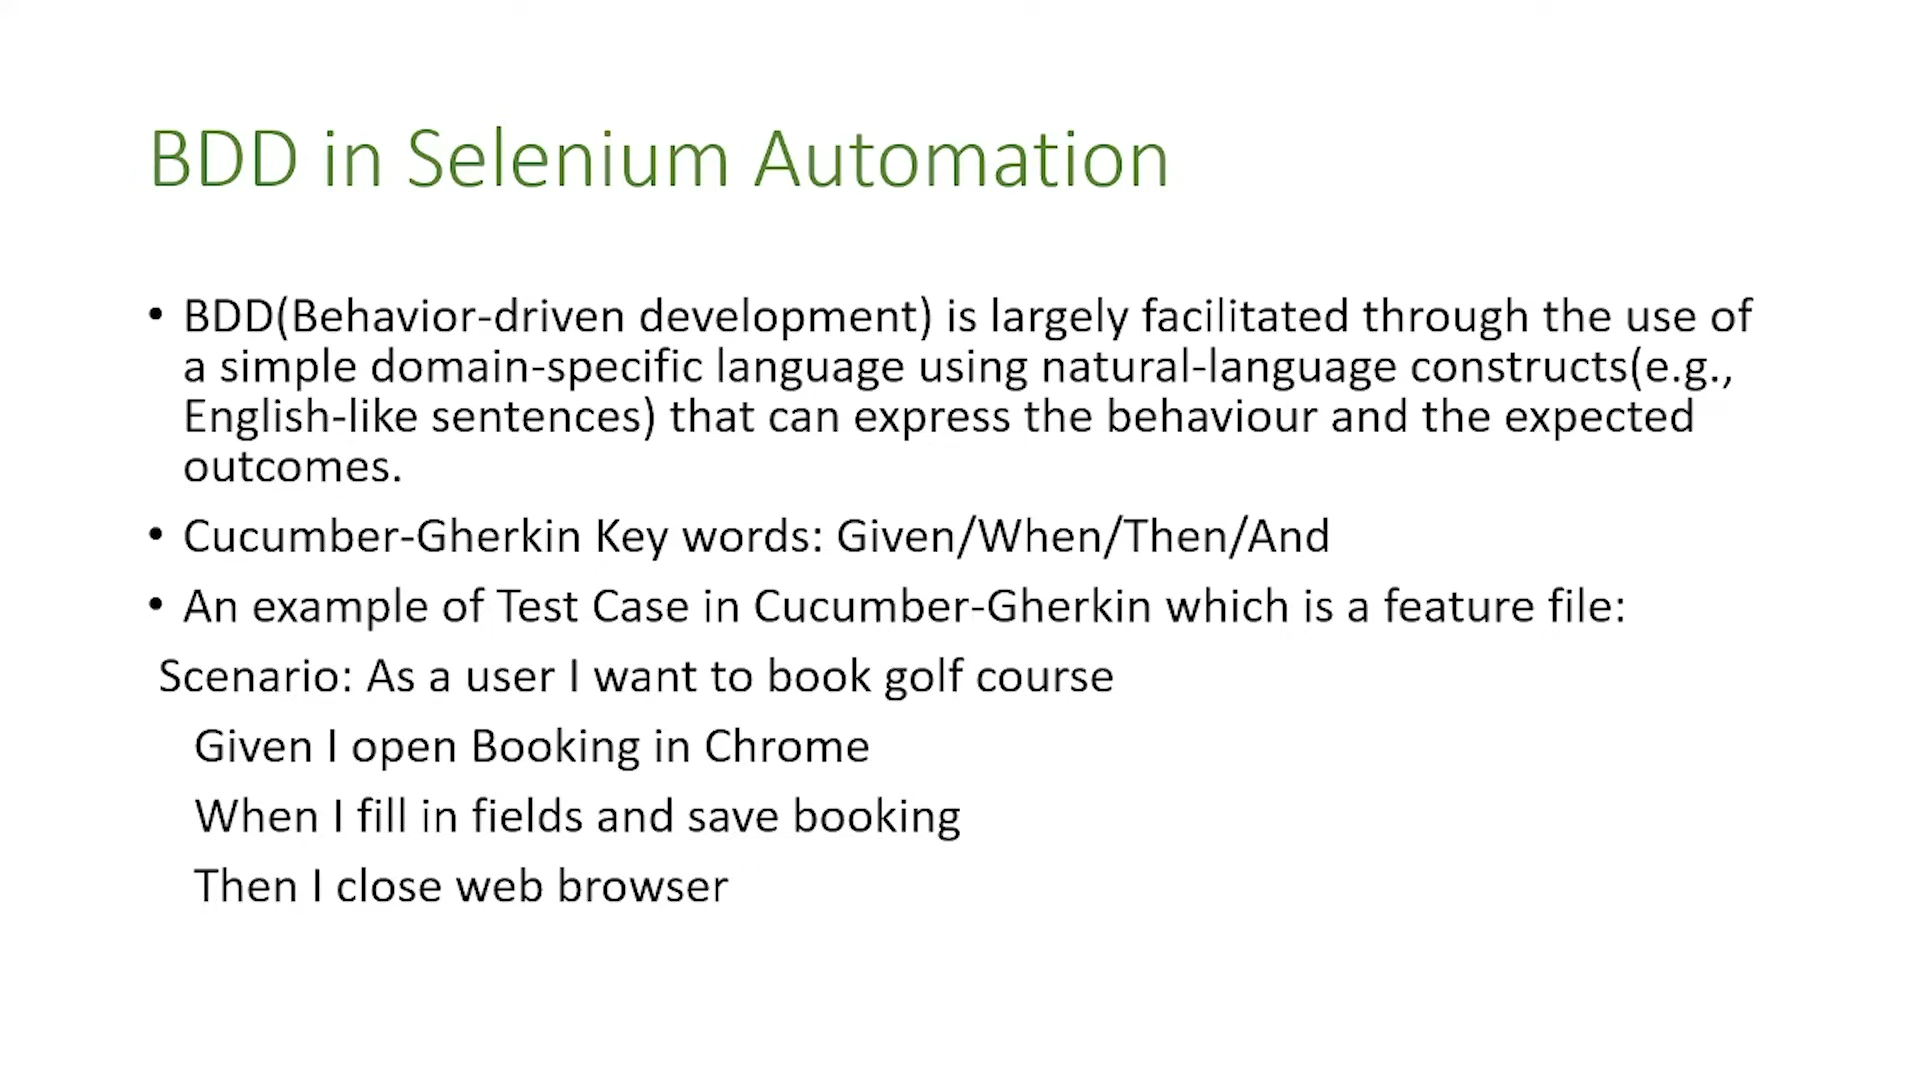 BDD in Selenium Automation
• BDD(Behavior-driven development) is largely facilitated through the use of
a simple domain-specific language using natural-language constructs(e.g.,
English-like sentences) that can express the behaviour and the expected
outcomes.
• Cucumber-Gherkin Key words: Given/When/Then/And
• An example of Test Case in Cucumber-Gherkin which is a feature file:
Scenario: As a user I want to book golf course
Given I open Booking in Chrome
When I fill in fields and save booking
Then I close web browser